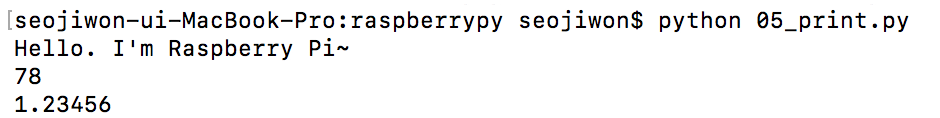 [seojiwon-ui-MacBook-Pro:raspberrypy seojiwon$ python 05_print.py
Hello. I'm Raspberry Pi~
78
1.23456